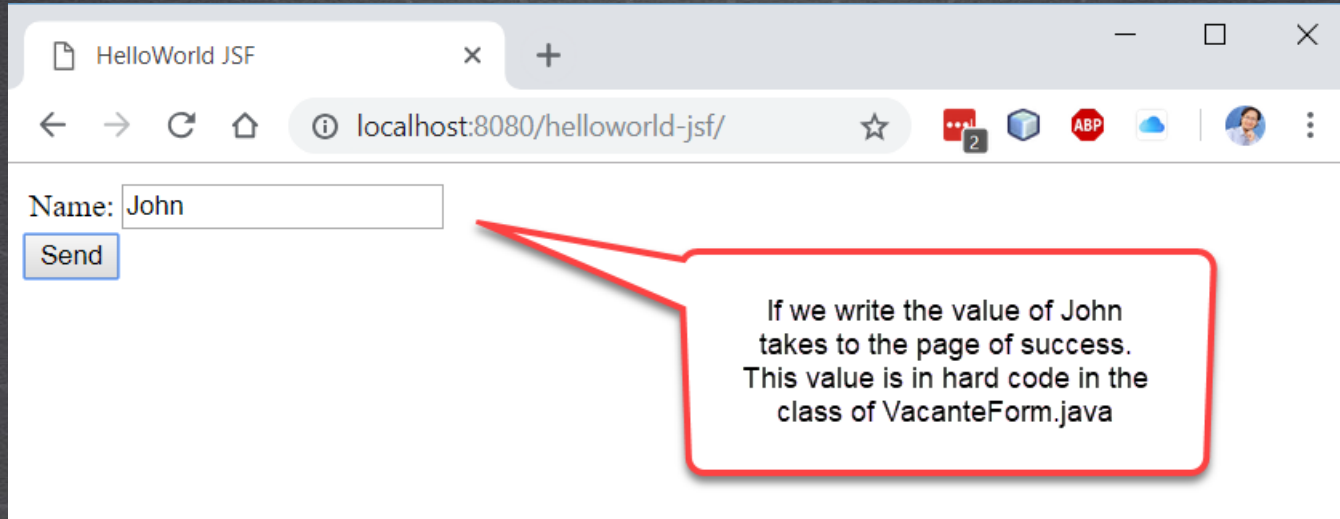 HelloWorld JSF
localhost:8080/helloworld-jsf/
2
ABP
Name: John
Send
If we write the value of John
takes to the page of success.
This value is in hard code in the
class of VacanteForm.java